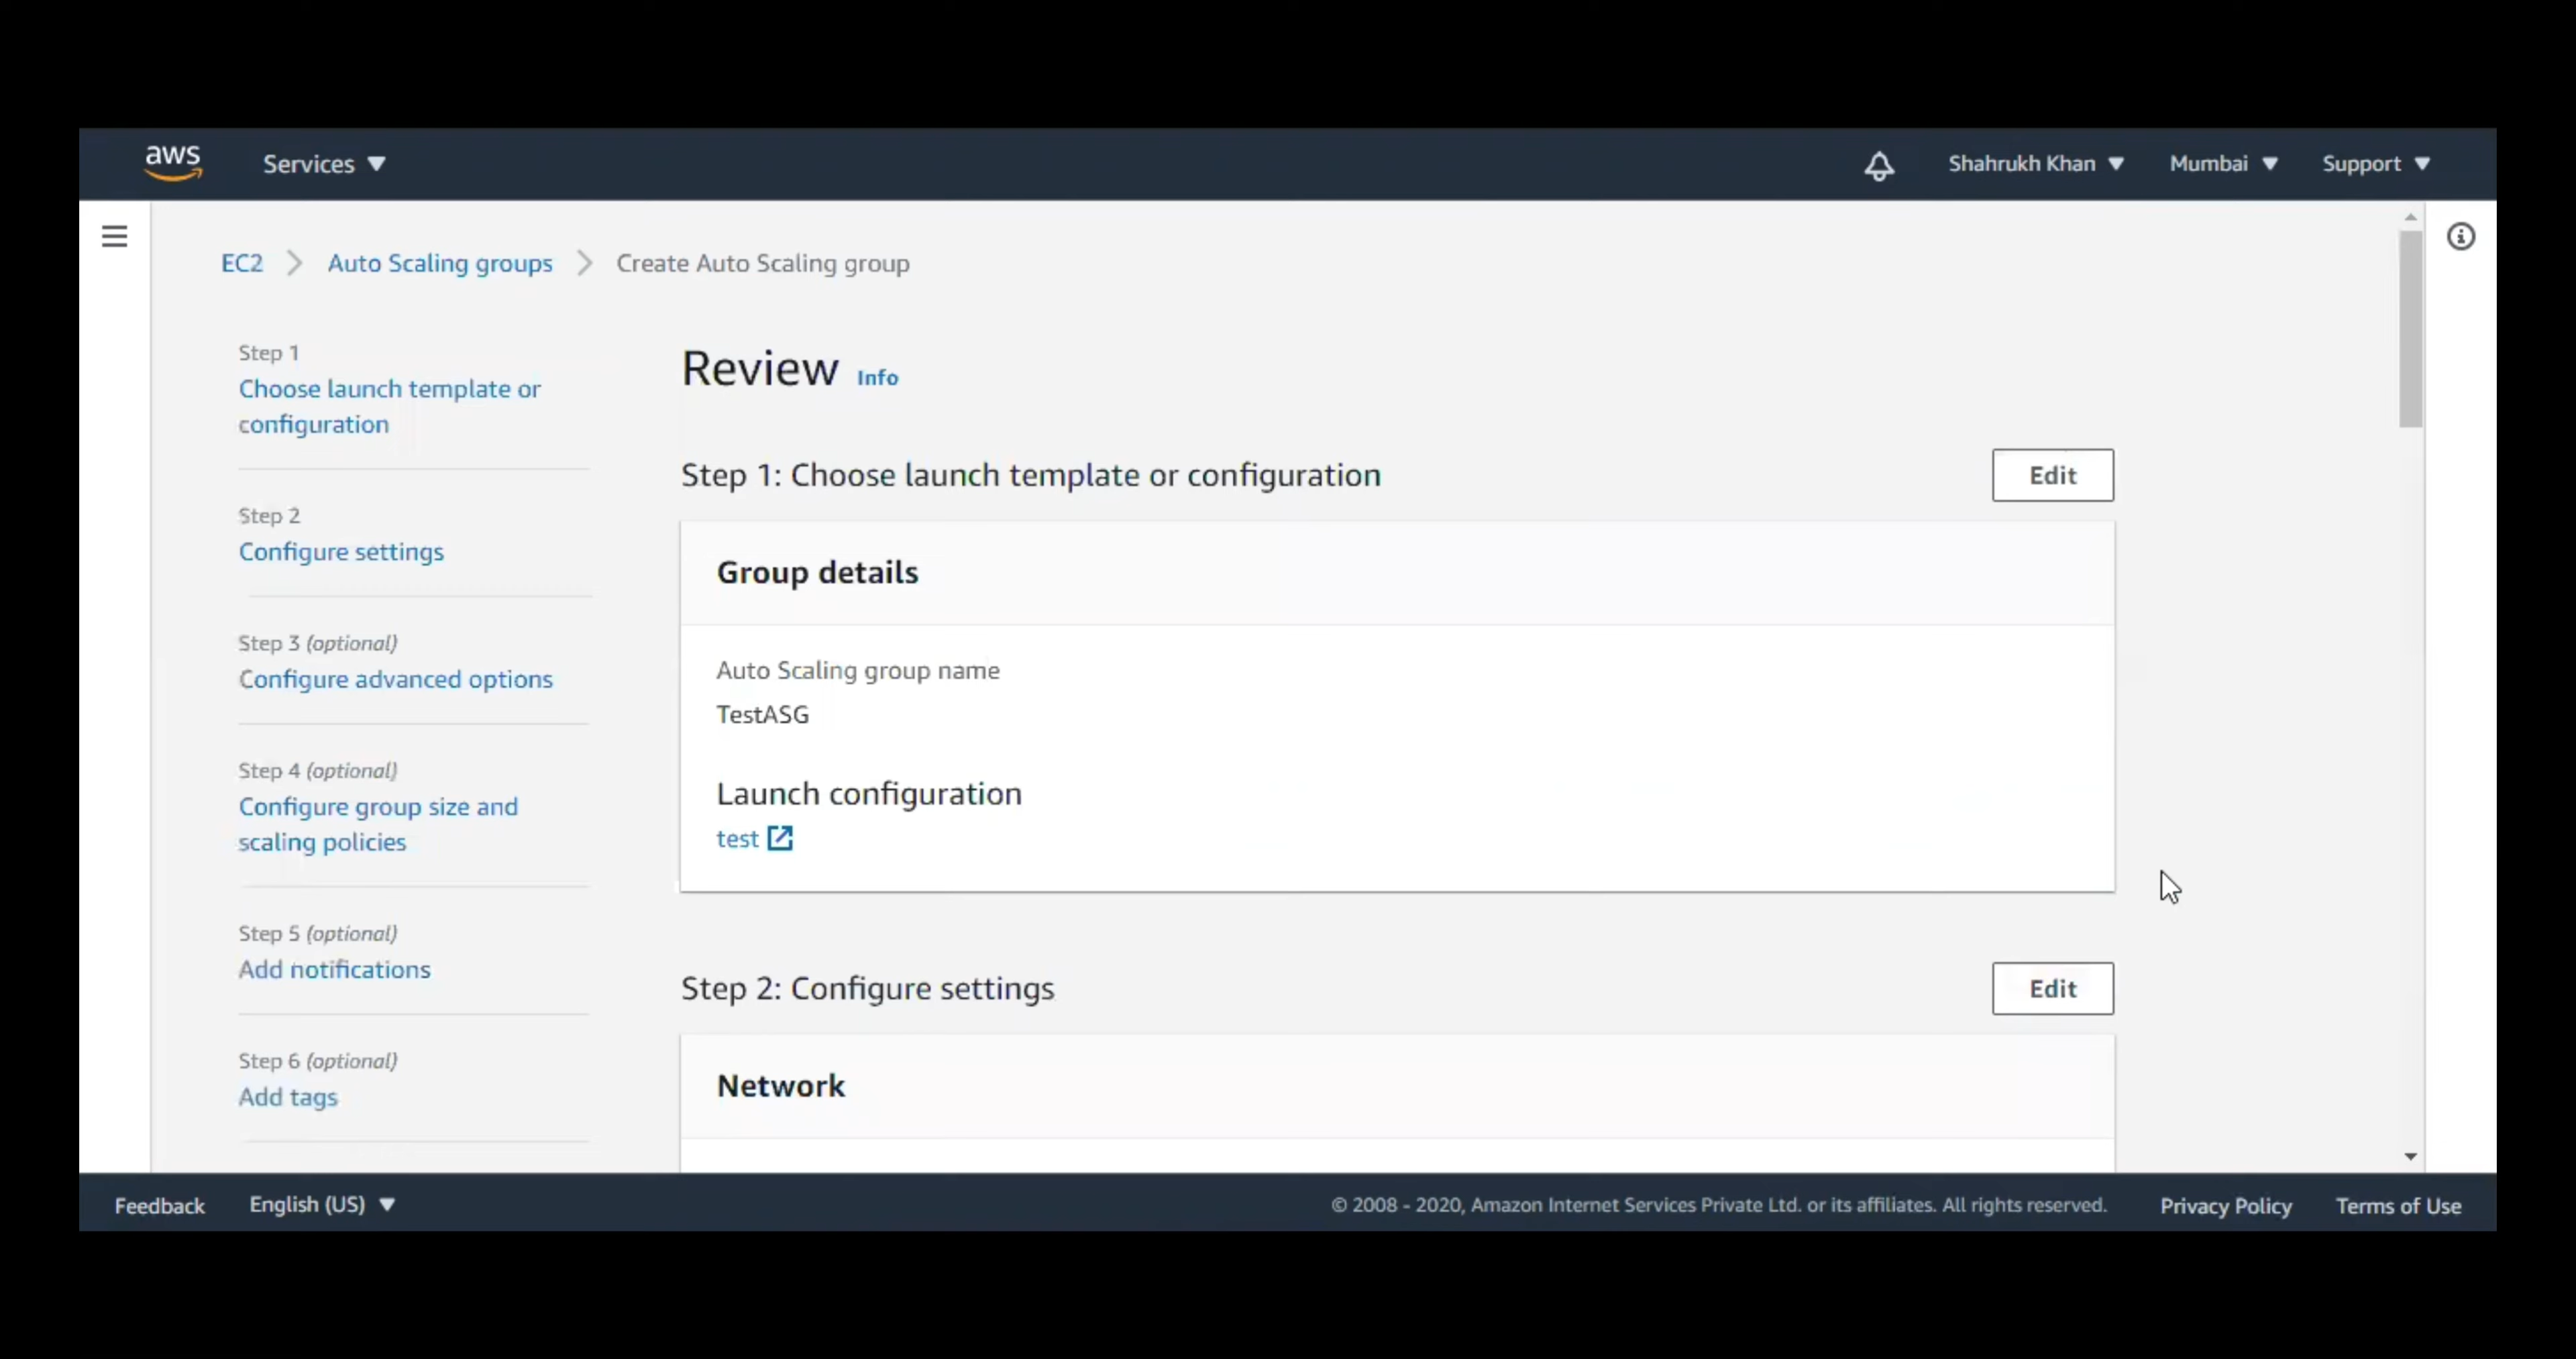 aws
Services
Shahrukh Khan
Mumbai
Support
EC2
Auto Scaling groups
Create Auto Scaling group
Step 1
Choose launch template or
configuration
Step 2
Configure settings
Step 3 (optional)
Configure advanced options
Step 4 (optional)
Configure group size and
scaling policies
Step 5 (optional)
Add notifications
Step 6 (optional)
Add tags
Review Info
Step 1: Choose launch template or configuration
Edit
Group details
Auto Scaling group name
TestASG
Launch configuration
test
Step 2: Configure settings
Edit
Network
Feedback
English (US)
© 2008 - 2020, Amazon Internet Services Private Ltd. or its affiliates. All rights reserved.
Privacy Policy
Terms of Use